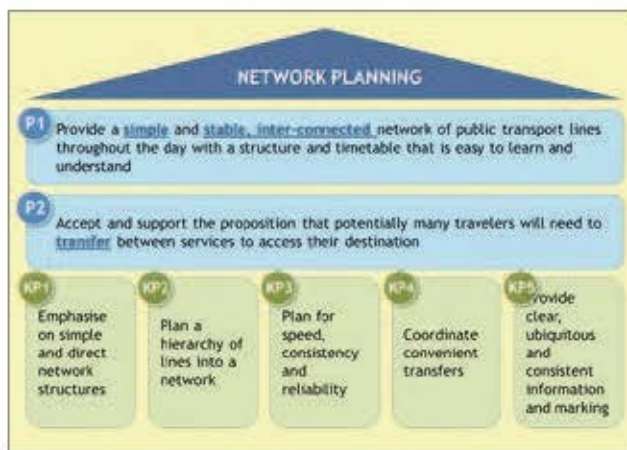 NETWORK PLANNING
P1
Provide a simple and stable, inter-connected network of public transport lines
throughout the day with a structure and timetable that is easy to learn and
understand
P2
Accept and support the proposition that potentially many travelers will need to
transfer between services to access their destination
KP1
Emphasise
on simple
and direct
network
structures
KP2
Plan a
hierarchy of
lines into a
network
KP3
Plan for
speed,
consistency
and
reliability
KP4
Coordinate
convenient
transfers
KP5
Provide
clear,
ubiquitous
and
consistent
information
and marking